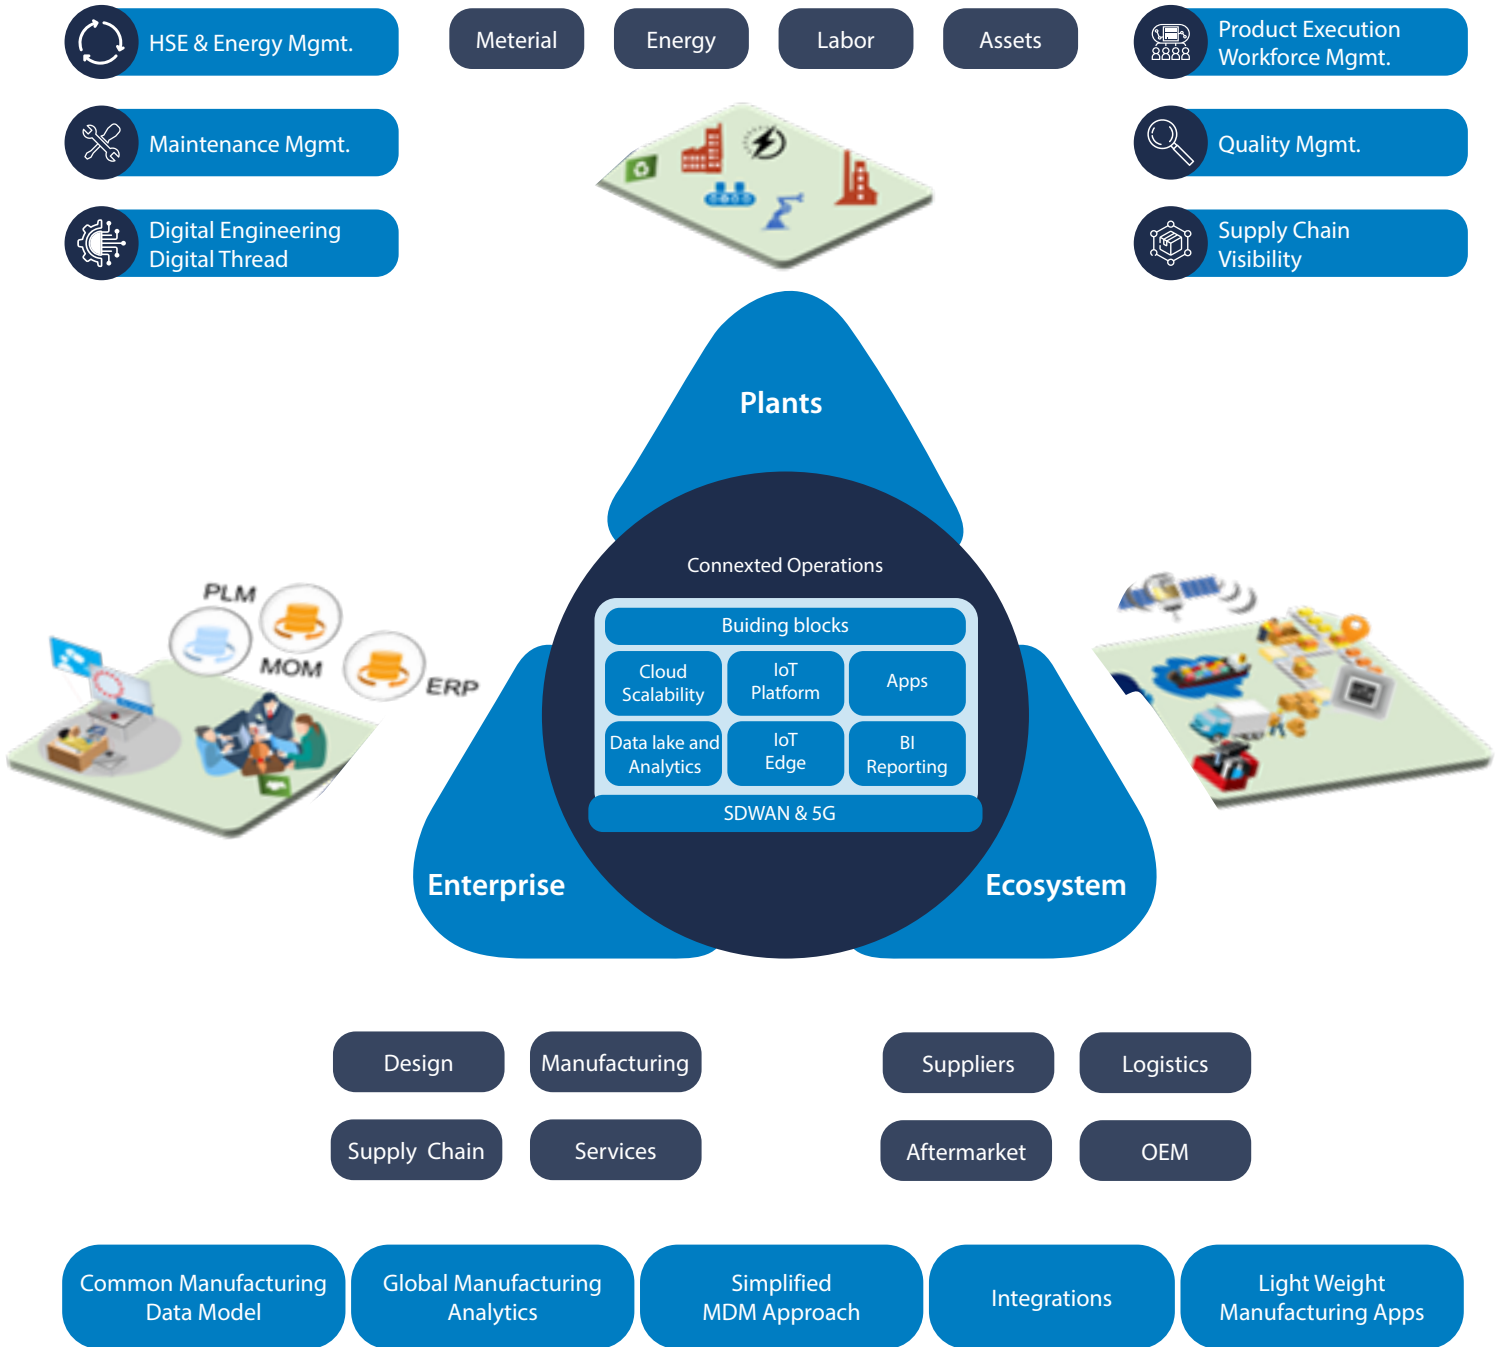 HSE & Energy Mgmt.
Meterial
Energy
Labor
Assets
Product Execution
Workforce Mgmt.
Maintenance Mgmt.
Quality Mgmt.
Digital Engineering
Digital Thread
Supply Chain
Visibility
Plants
Connexted Operations
Buiding blocks
Cloud
Scalability
IoT
Platform
Apps
Data lake and
Analytics
IoT
Edge
BI
Reporting
SDWAN & 5G
PLM
MOM
ERP
Enterprise
Ecosystem
Design
Manufacturing
Suppliers
Logistics
Supply Chain
Services
Aftermarket
OEM
Common Manufacturing
Data Model
Global Manufacturing
Analytics
Simplified
MDM Approach
Integrations
Light Weight
Manufacturing Apps